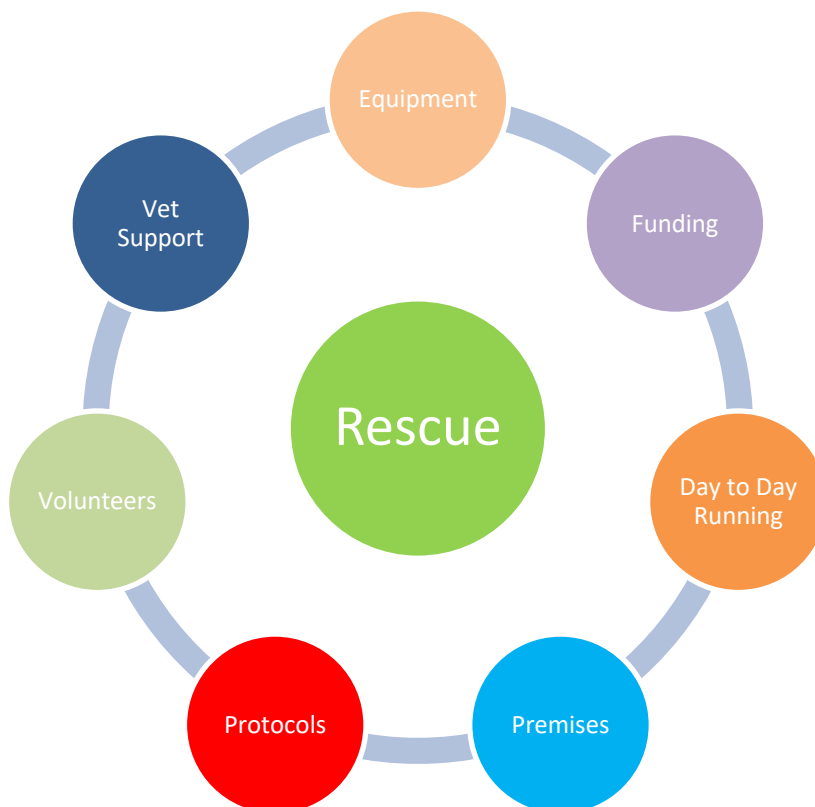 Equipment
Funding
Day to Day
Running
Premises
Protocols
Volunteers
Vet
Support
Rescue